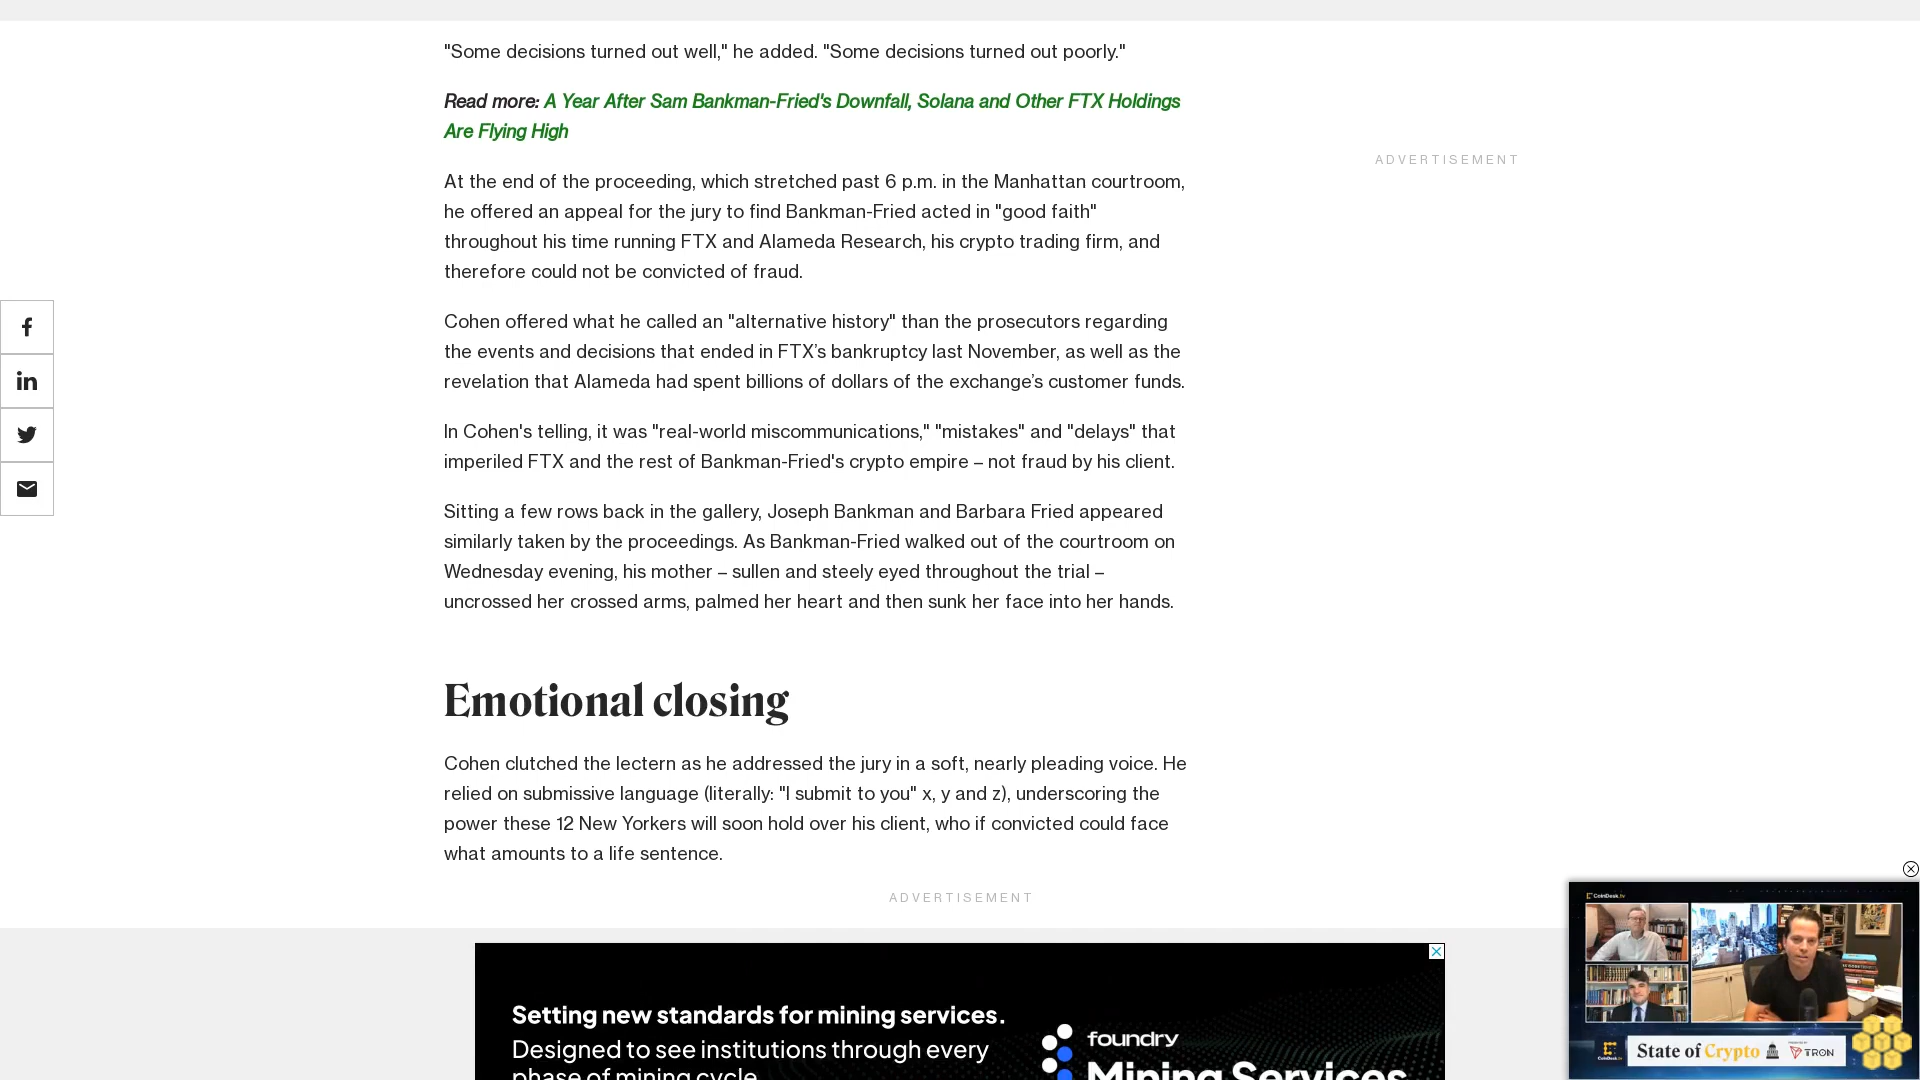 "Some decisions turned out well," he added. "Some decisions turned out poorly."
Read more: A Year After Sam Bankman-Fried's Downfall, Solana and Other FTX Holdings
Are Flying High
At the end of the proceeding, which stretched past 6 p.m. in the Manhattan courtroom,
he offered an appeal for the jury to find Bankman-Fried acted in "good faith"
throughout his time running FTX and Alameda Research, his crypto trading firm, and
therefore could not be convicted of fraud.
Cohen offered what he called an "alternative history" than the prosecutors regarding
the events and decisions that ended in FTX’s bankruptcy last November, as well as the
revelation that Alameda had spent billions of dollars of the exchange’s customer funds.
In Cohen's telling, it was "real-world miscommunications," "mistakes" and "delays" that
imperiled FTX and the rest of Bankman-Fried's crypto empire – not fraud by his client.
Sitting a few rows back in the gallery, Joseph Bankman and Barbara Fried appeared
similarly taken by the proceedings. As Bankman-Fried walked out of the courtroom on
Wednesday evening, his mother – sullen and steely eyed throughout the trial –
uncrossed her crossed arms, palmed her heart and then sunk her face into her hands.
Emotional closing
Cohen clutched the lectern as he addressed the jury in a soft, nearly pleading voice. He
relied on submissive language (literally: "I submit to you" x, y and z), underscoring the
power these 12 New Yorkers will soon hold over his client, who if convicted could face
what amounts to a life sentence.
ADVERTISEMENT
ADVERTISEMENT
Setting new standards for mining services.
Designed to see institutions through every
phase of mining cycle.
foundry
Mining Services
CoinDesk.tv
State of Crypto
TRON
CoinDesk.tv